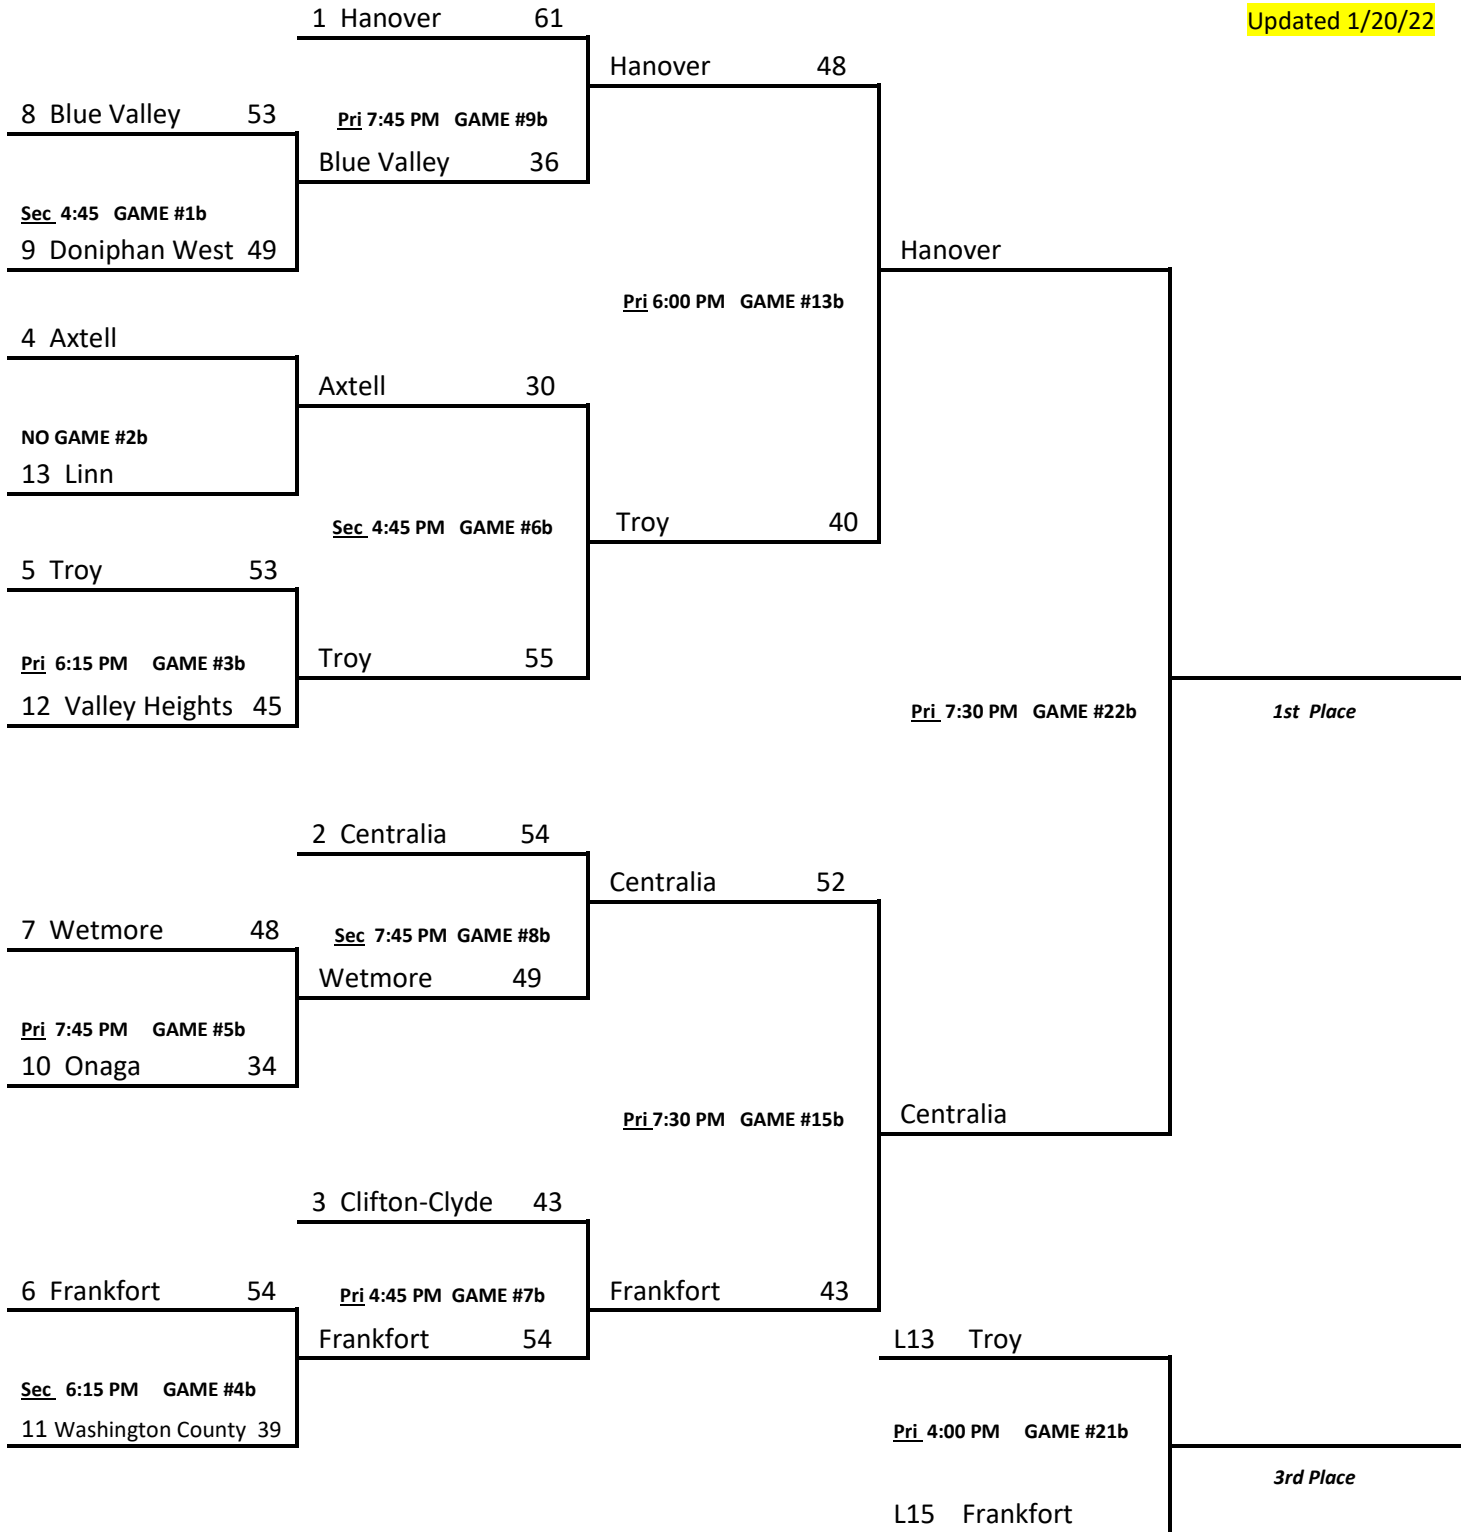 1 Hanover 61
Updated 1/20/22
Hanover 48
8 Blue Valley 53
Pri 7:45 PM GAME #9b
Blue Valley 36
Sec 4:45 GAME #1b
9 Doniphan West 49
Hanover
Pri 6:00 PM GAME #13b
4 Axtell
Axtell 30
NO GAME #2b
13 Linn
Sec 4:45 PM GAME #6b
Troy 40
5 Troy 53
Pri 6:15 PM GAME #3b
Troy 55
12 Valley Heights 45
Pri 7:30 PM GAME #22b
1st Place
2 Centralia 54
Centralia 52
7 Wetmore 48
Sec 7:45 PM GAME #8b
Wetmore 49
Pri 7:45 PM GAME #5b
10 Onaga 34
Pri 7:30 PM GAME #15b
Centralia
3 Clifton-Clyde 43
6 Frankfort 54
Pri 4:45 PM GAME #7b
Frankfort 43
Frankfort 54
L13 Troy
Sec 6:15 PM GAME #4b
11 Washington County 39
Pri 4:00 PM GAME #21b
3rd Place
L15 Frankfort